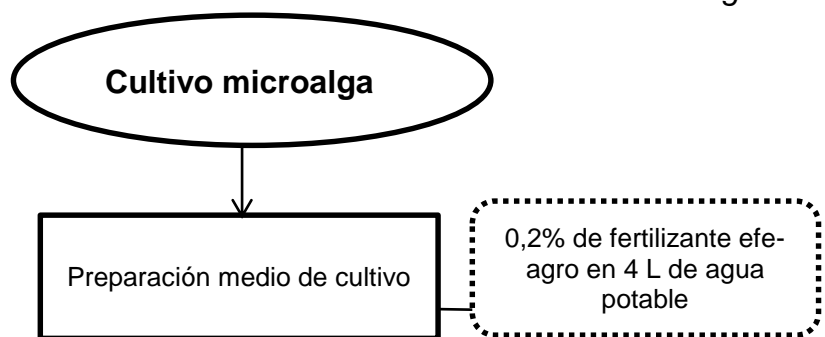 g
Cultivo microalga
Preparación medio de cultivo
0,2% de fertilizante efe-
agro en 4 L de agua
potable